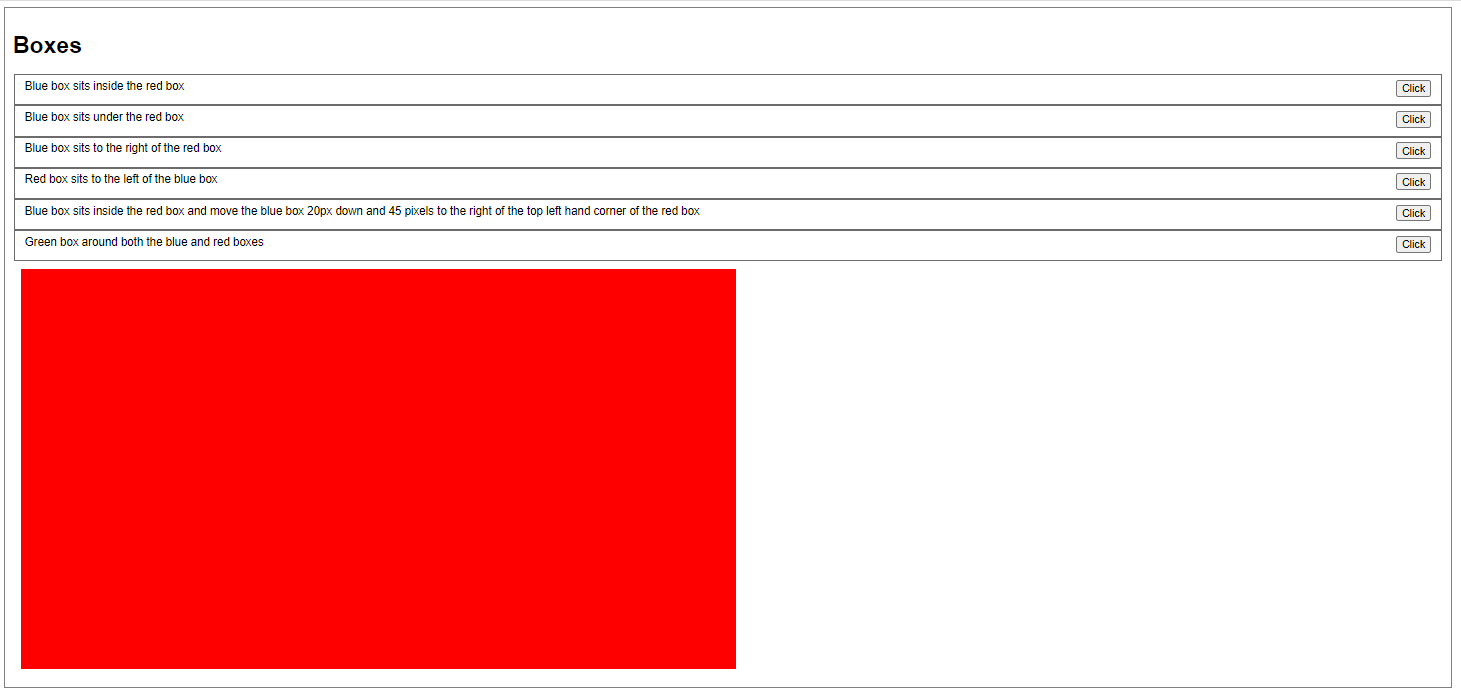 Boxes
Blue box sits inside the red box Click
Blue box sits under the red box Click
Blue box sits to the right of the red box Click
Red box sits to the left of the blue box Click
Blue box sits inside the red box and move the blue box 20px down and 45 pixels to the right of the top left hand corner of the red box Click
Green box around both the blue and red boxes Click